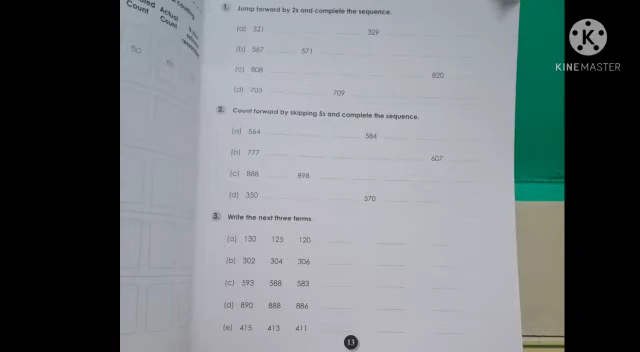 Count
Actual
Count
50
1. Jump forward by 2s and complete the sequence.
(a) 321 329
(b) 567 571
(c) 808 820
(d) 703 709
2. Count forward by skipping 5s and complete the sequence.
(a) 564 584
(b) 777 607
(c) 888 898
(d) 350 370
3. Write the next three terms.
(a) 130 125 120
(b) 302 304 306
(c) 593 588 583
(d) 890 888 886
(e) 415 413 411
13
KINEMASTER